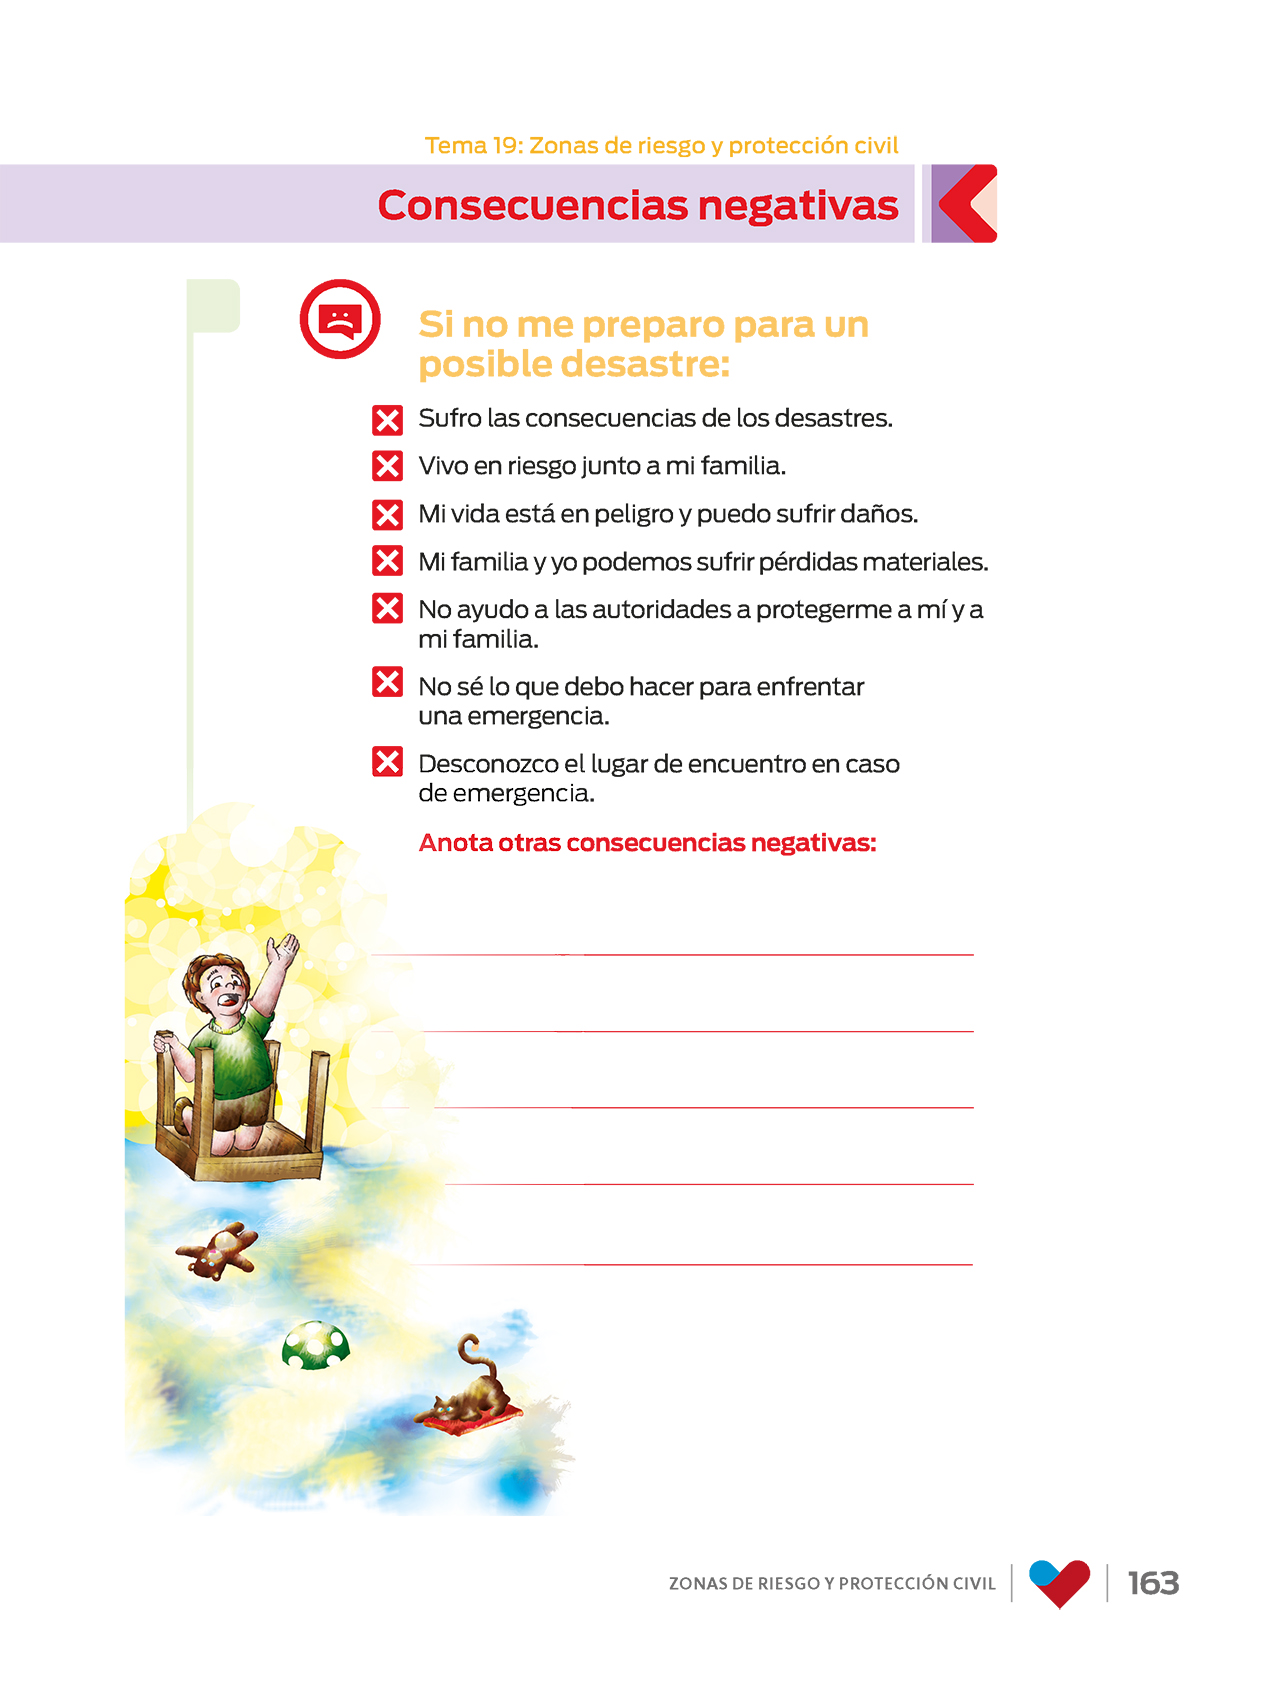 Tema 19: Zonas de riesgo y protección civil
Consecuencias negativas
Si no me preparo para un
posible desastre:
Sufro las consecuencias de los desastres.
Vivo en riesgo junto a mi familia.
Mi vida está en peligro y puedo sufrir daños.
Mi familia y yo podemos sufrir pérdidas materiales.
No ayudo a las autoridades a protegerme a mí y a
mi familia.
No sé lo que debo hacer para enfrentar
una emergencia.
Desconozco el lugar de encuentro en caso
de emergencia.
Anota otras consecuencias negativas:
ZONAS DE RIESGO Y PROTECCIÓN CIVIL
163